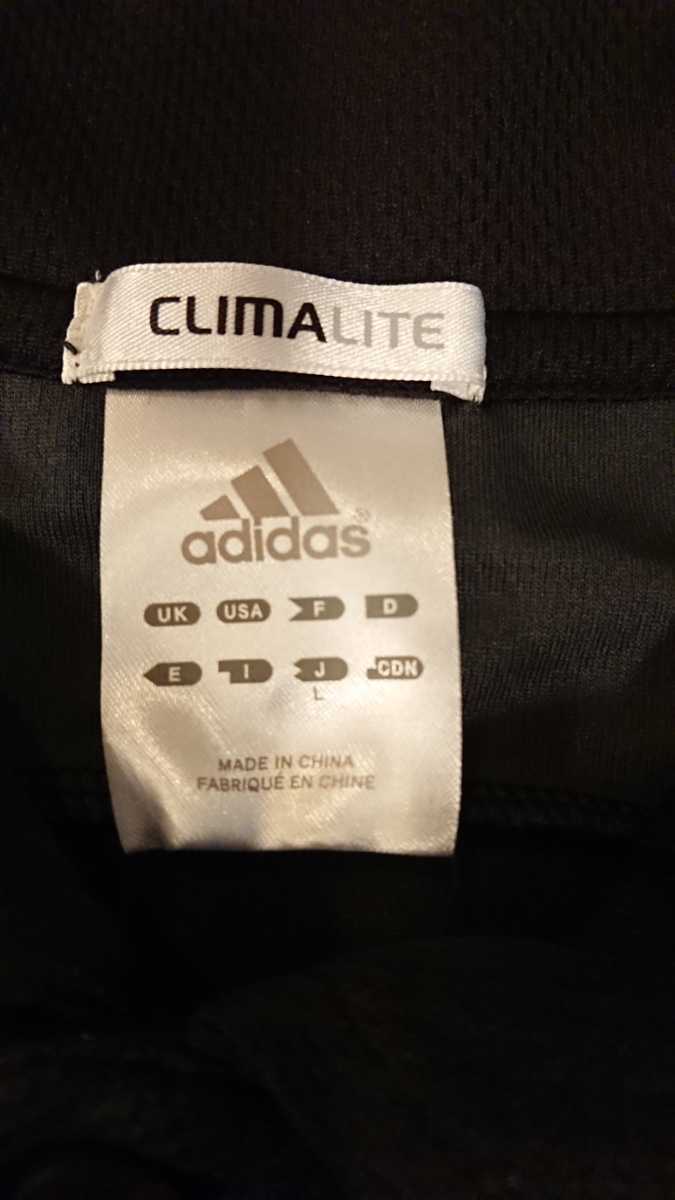 CLIMALITE
adidas®
UK USA F D
E I J CDN
L
MADE IN CHINA
FABRIQUÉ EN CHINE